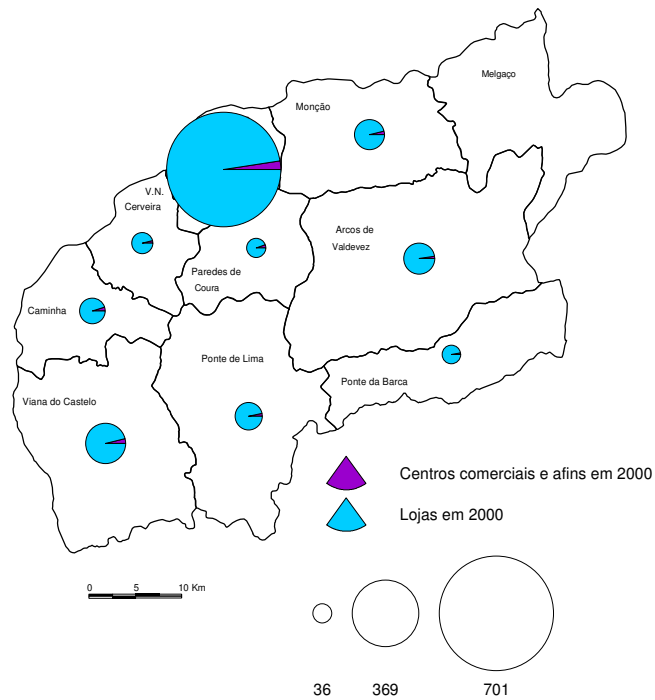 Melgaço
Monção
V.N.
Cerveira
Arcos de
Valdevez
Paredes de
Coura
Caminha
Ponte de Lima
Ponte da Barca
Viana do Castelo
Centros comerciais e afins em 2000
Lojas em 2000
0 5 10 Km
36 369 701